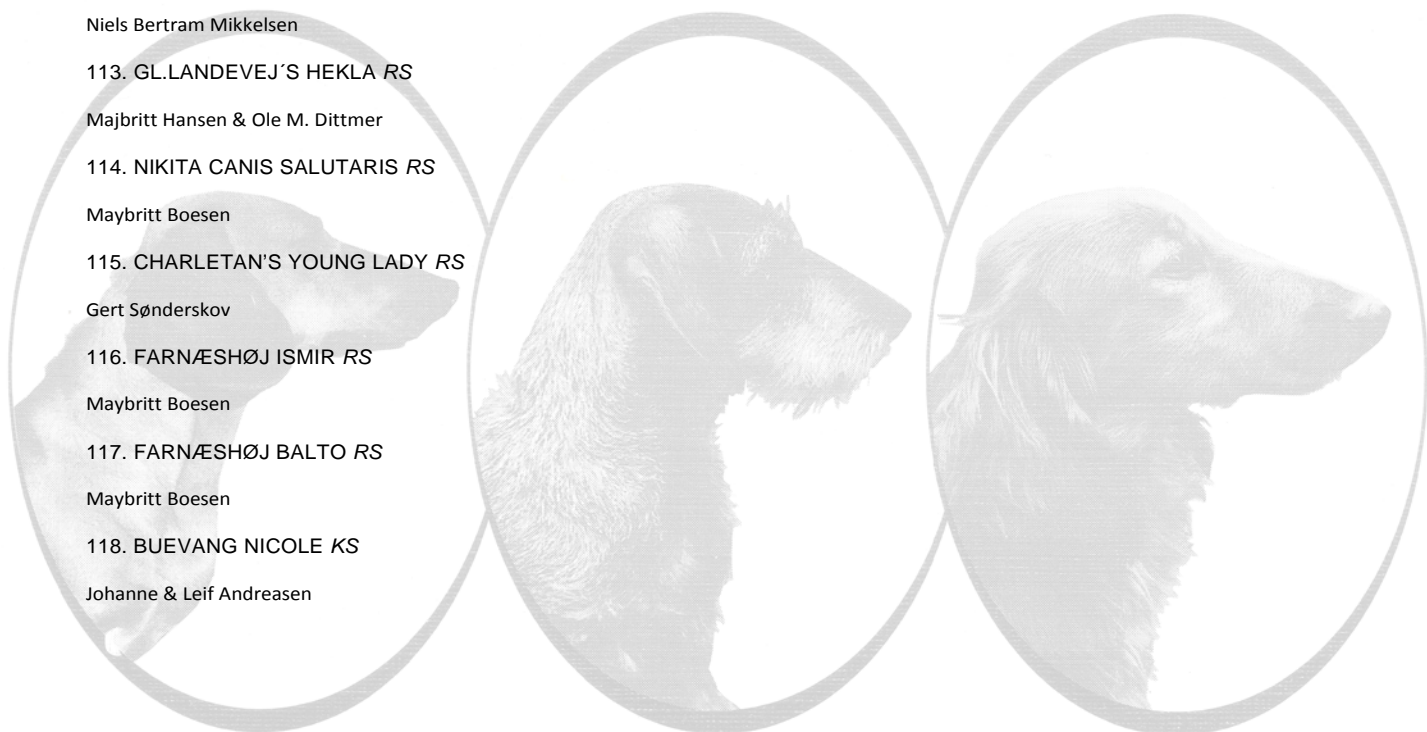 Niels Bertram Mikkelsen
113. GL.LANDEVEJ´S HEKLA RS
Majbritt Hansen & Ole M. Dittmer
114. NIKITA CANIS SALUTARIS RS
Maybritt Boesen
115. CHARLETAN’S YOUNG LADY RS
Gert Sønderskov
116. FARNÆSHØJ ISMIR RS
Maybritt Boesen
117. FARNÆSHØJ BALTO RS
Maybritt Boesen
118. BUEVANG NICOLE KS
Johanne & Leif Andreasen